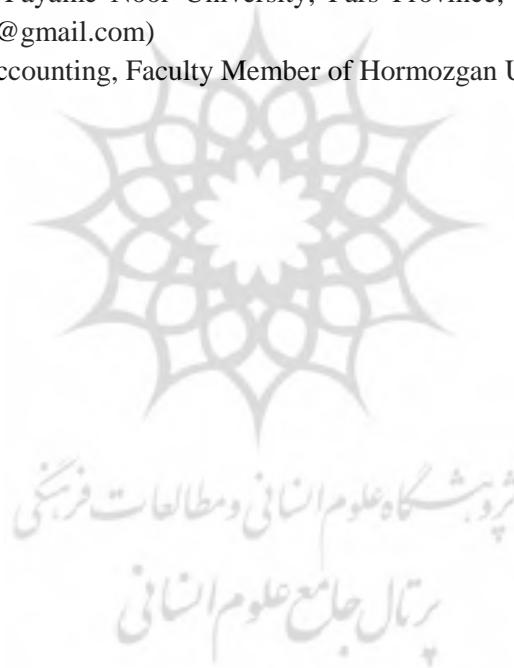 Payame Noor University, Fars Province,
@gmail.com)
ccounting, Faculty Member of Hormozgan U
پژوهشگاه علوم انسانی و مطالعات فرهنگی
پرتال جامع علوم انسانی